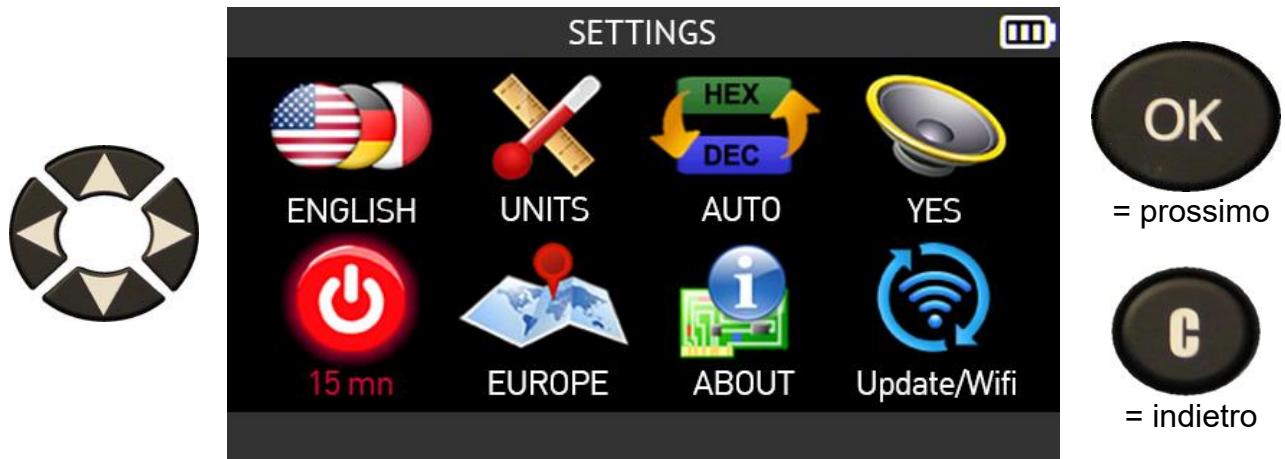 SETTINGS
HEX
DEC
ENGLISH UNITS AUTO YES
15 mn EUROPE ABOUT Update/Wifi
OK
= prossimo
C
= indietro